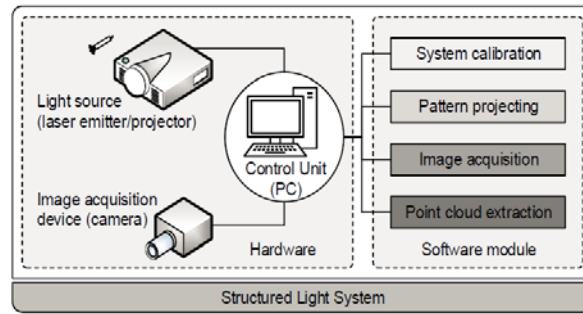 Light source
(laser emitter/projector)
Image acquisition
device (camera)
Control Unit
(PC)
Hardware
System calibration
Pattern projecting
Image acquisition
Point cloud extraction
Software module
Structured Light System